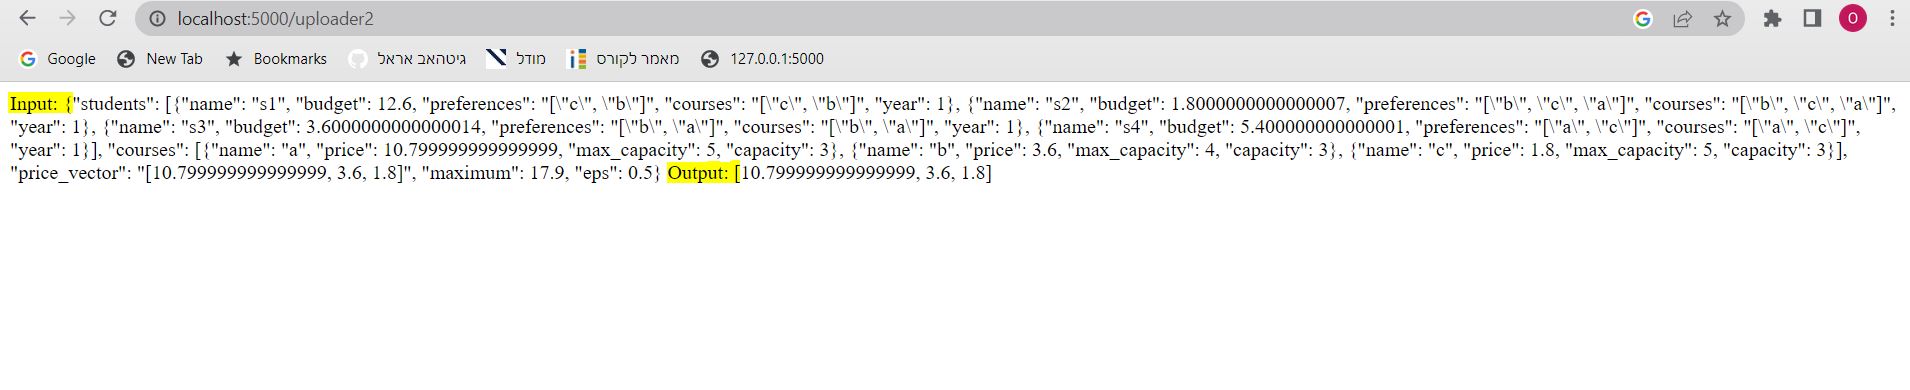 localhost:5000/uploader2
O
Google New Tab Bookmarks גיטהאב אראל מודל מאמר לקורס 127.0.0.1:5000
Input: {"students": [{"name": "s1", "budget": 12.6, "preferences": "[\"c\", \"b\"]", "courses": "[\"c\", \"b\"]", "year": 1}, {"name": "s2", "budget": 1.8000000000000007, "preferences": "[\"b\", \"c\", \"a\"]", "courses": "[\"b\", \"c\", \"a\"]",
"year": 1}, {"name": "s3", "budget": 3.6000000000000014, "preferences": "[\"b\", \"a\"]", "courses": "[\"b\", \"a\"]", "year": 1}, {"name": "s4", "budget": 5.400000000000001, "preferences": "[\"a\", \"c\"]", "courses": "[\"a\", \"c\"]",
"year": 1}], "courses": [{"name": "a", "price": 10.799999999999999, "max_capacity": 5, "capacity": 3}, {"name": "b", "price": 3.6, "max_capacity": 4, "capacity": 3}, {"name": "c", "price": 1.8, "max_capacity": 5, "capacity": 3}],
"price_vector": "[10.799999999999999, 3.6, 1.8]", "maximum": 17.9, "eps": 0.5} Output: [10.799999999999999, 3.6, 1.8]